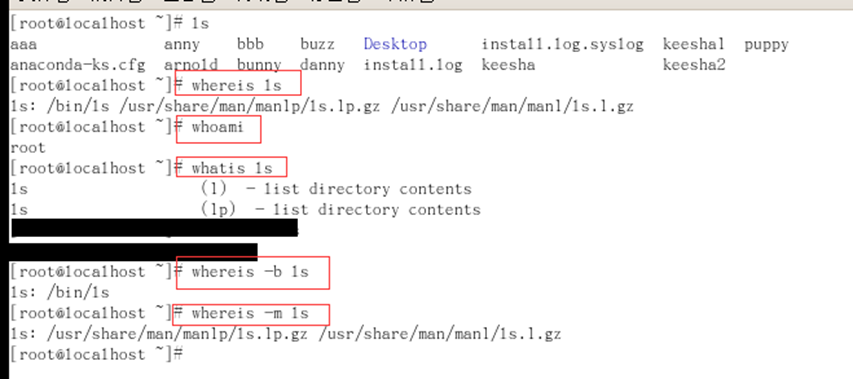 [root@localhost ~]# ls
aaa anny bbb buzz Desktop install.log.syslog keesha1 puppy
anaconda-ks.cfg arnold bunny danny install.log keesha keesha2
[root@localhost ~]# whereis ls
ls: /bin/ls /usr/share/man/man1p/ls.1p.gz /usr/share/man/man1/ls.1.gz
[root@localhost ~]# whoami
root
[root@localhost ~]# whatis ls
ls (1) - list directory contents
ls (1p) - list directory contents
[root@localhost ~]# whereis -b ls
ls: /bin/ls
[root@localhost ~]# whereis -m ls
ls: /usr/share/man/man1p/ls.1p.gz /usr/share/man/man1/ls.1.gz
[root@localhost ~]#